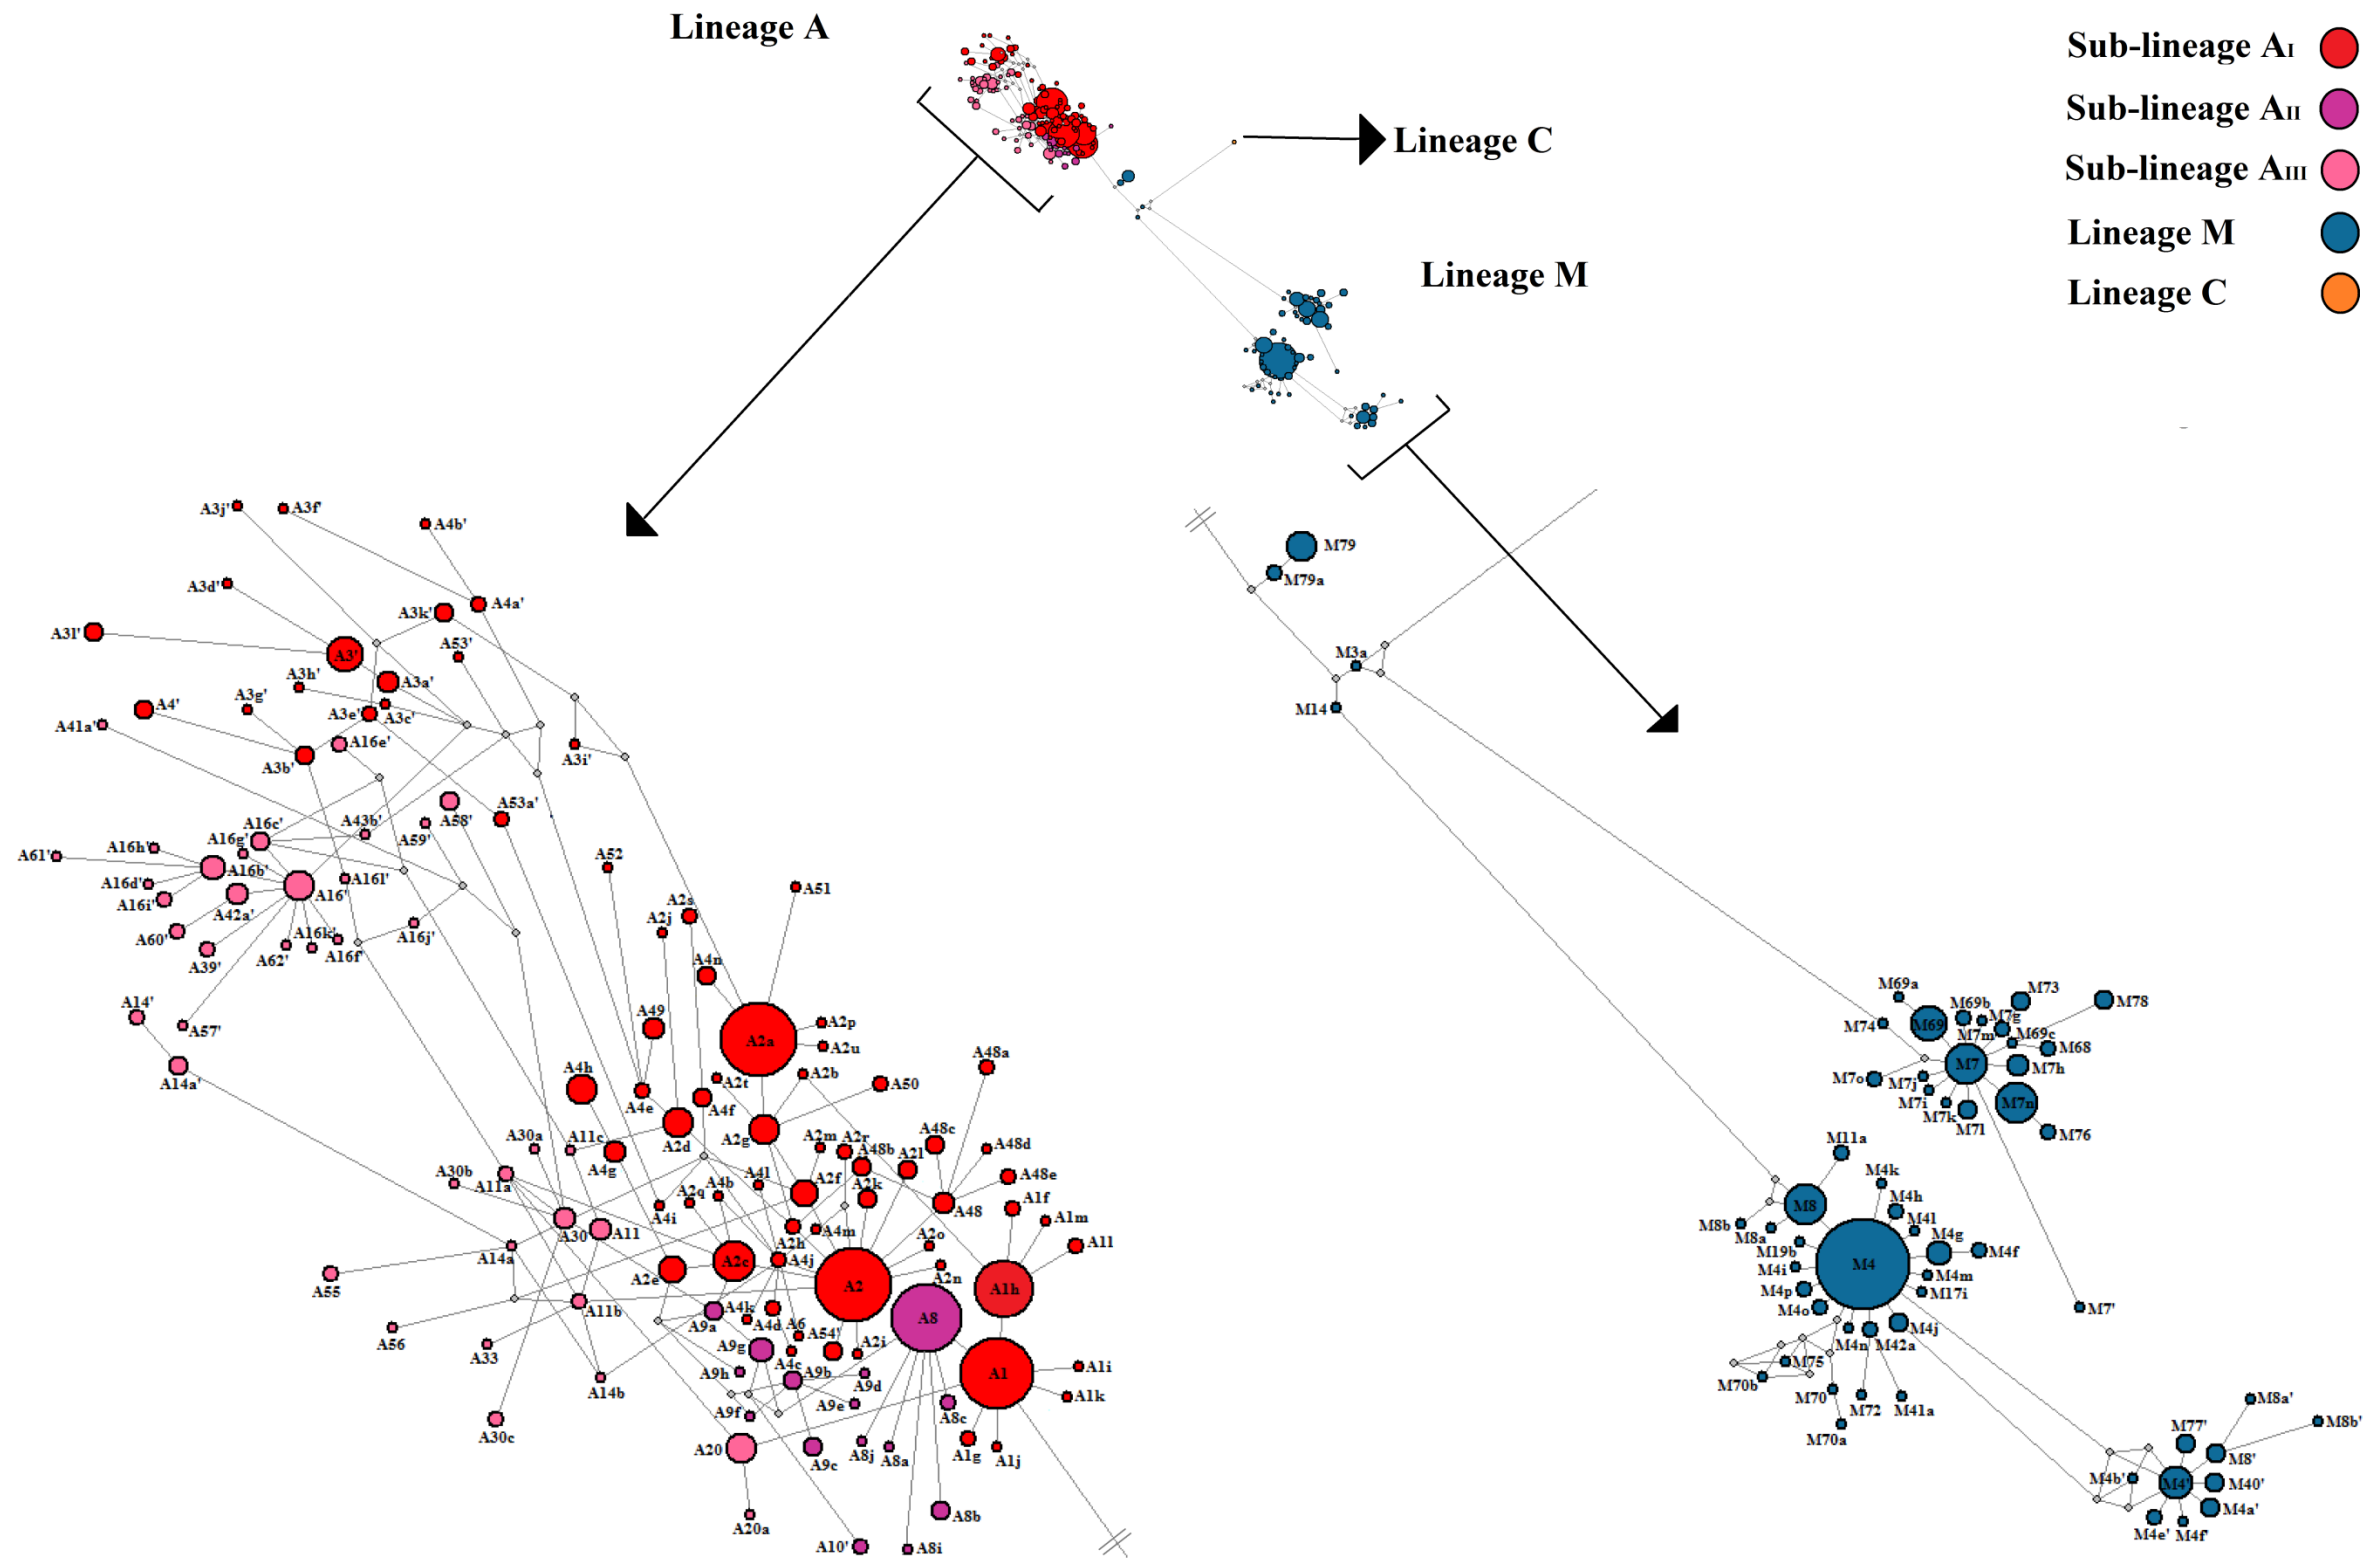 Lineage A
Sub-lineage AI
Sub-lineage AII
Lineage C
Sub-lineage AIII
Lineage M
Lineage M
Lineage C
A3j'
A3f'
A4b'
A3d'
A4a'
A3k'
A3l'
A53'
A3'
A3h'
A3a'
A3g'
A4'
A3e'
A3c'
A41a'
A16e'
A3i'
A3b'
A53a'
A58'
A16c'
A43b'
A59'
A16g'
A16h'
A61'
A16b'
A16d'
A16l'
A16'
A16i'
A42a'
A60'
A16k'
A16j'
A39'
A62'
A16f'
A14'
A57'
A14a'
A52
A51
A2s
A2j
A4n
A49
A2a
A2p
A2u
A48a
A4h
A2t
A2b
A50
A4e
A4f
A2d
A2g
A30a
A11c
A2m
A2r
A48c
A48d
A48b
A2l
A4g
A30b
A11a
A4l
A2f
A2k
A48e
A4b
A2q
A48
A1f
A4i
A1m
A30
A11
A4m
A2o
A1l
A2h
A14a
A2e
A2c
A4j
A2
A2n
A1h
A55
A11b
A9a
A4k
A4d
A6
A8
A56
A33
A9g
A54'
A2i
A4c
A9h
A9b
A9d
A1
A1i
A14b
A9e
A1k
A9f
A8c
A30c
A20
A9c
A8j
A8a
A1g
A1j
A20a
A8b
A10'
A8i
M79
M79a
M3a
M14
M69a
M69b
M73
M78
M74
M69
M7g
M7m
M69c
M68
M7
M7h
M7o
M7j
M7i
M7n
M7k
M7l
M76
M11a
M4k
M8
M4h
M8b
M8a
M4l
M19b
M4g
M4f
M4i
M4
M4m
M4p
M17i
M4o
M7'
M4j
M4n
M42a
M75
M70b
M70
M72
M41a
M70a
M8a'
M8b'
M77'
M8'
M4b'
M4'
M40'
M4a'
M4e'
M4f'